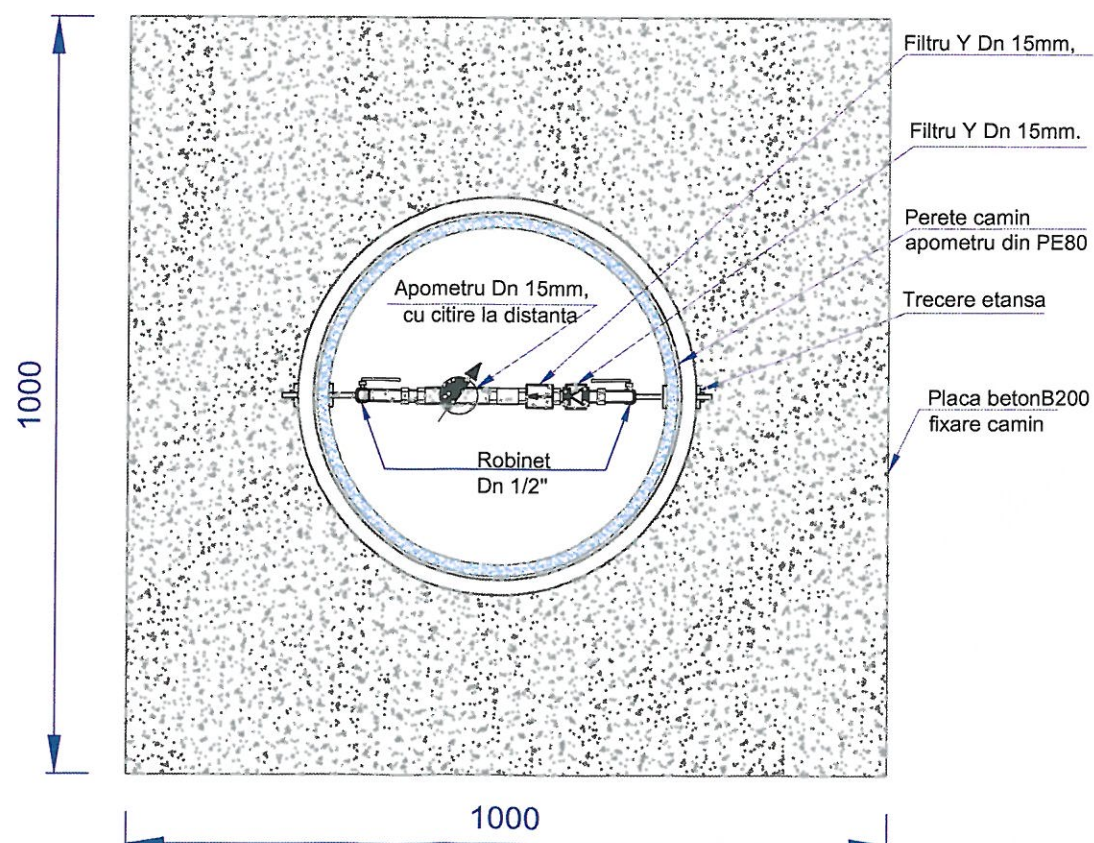 Filtru Y Dn 15mm,
Filtru Y Dn 15mm.
Perete camin
apometru din PE80
Apometru Dn 15mm,
cu citire la distanta
Trecere etansa
1000
Placa betonB200
fixare camin
Robinet
Dn 1/2"
1000